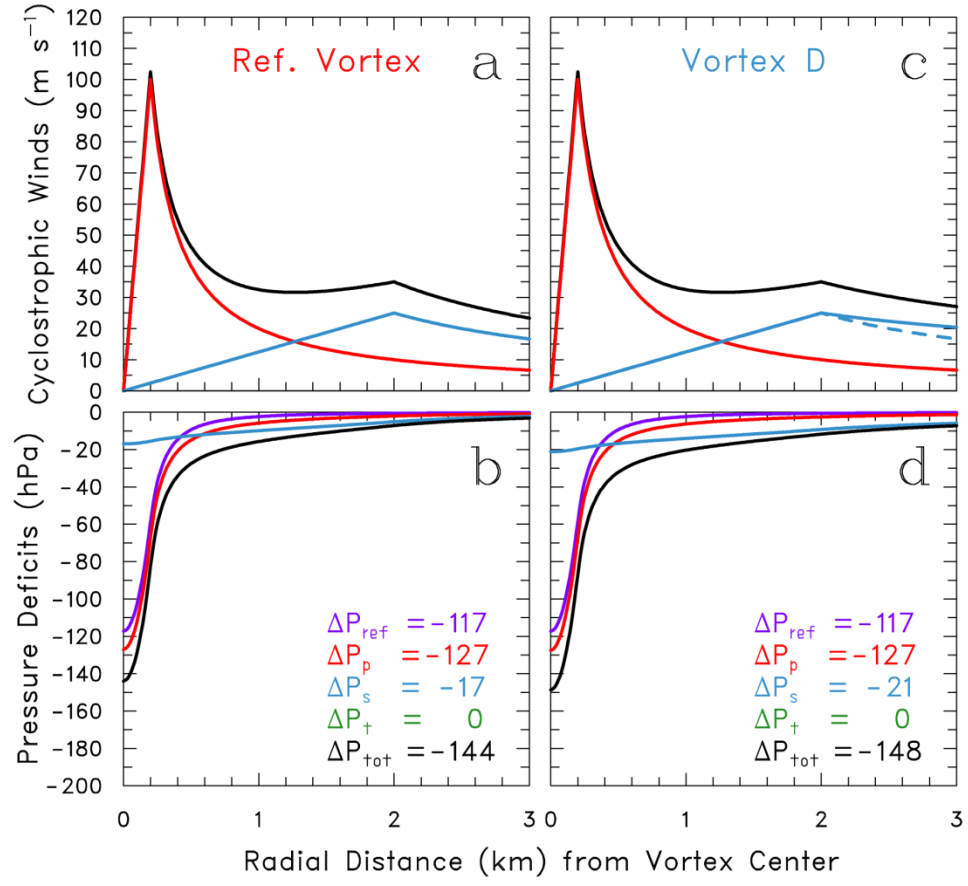 Cyclostrophic Winds (m s⁻¹)
120
110
100
90
80
70
60
50
40
30
20
10
0
Ref. Vortex
a
Vortex D
c
Pressure Deficits (hPa)
0
-20
-40
-60
-80
-100
-120
-140
-160
-180
-200
b
ΔP_ref = -117
ΔP_p = -127
ΔP_s = -17
ΔP_t = 0
ΔP_tot = -144
d
ΔP_ref = -117
ΔP_p = -127
ΔP_s = -21
ΔP_t = 0
ΔP_tot = -148
0 1 2 3 0 1 2 3
Radial Distance (km) from Vortex Center